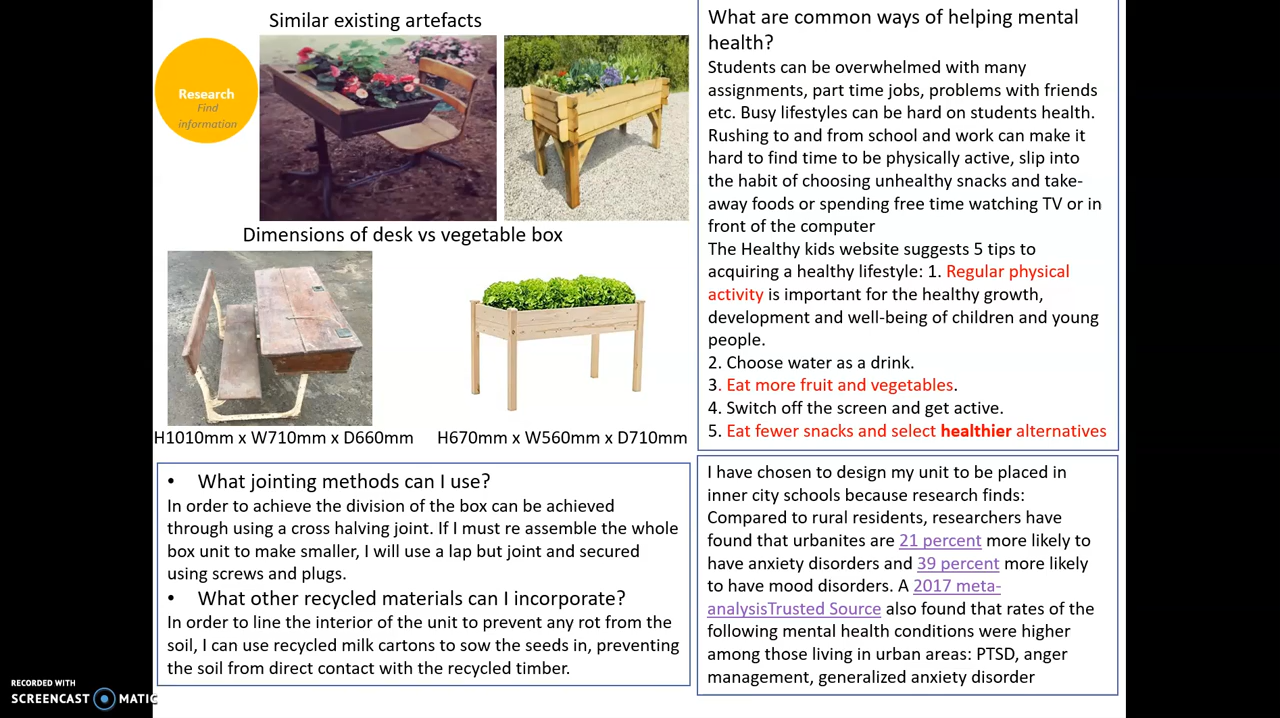 Similar existing artefacts
Research
Find
information
Dimensions of desk vs vegetable box
H1010mm x W710mm x D660mm
H670mm x W560mm x D710mm
• What jointing methods can I use?
In order to achieve the division of the box can be achieved
through using a cross halving joint. If I must re assemble the whole
box unit to make smaller, I will use a lap but joint and secured
using screws and plugs.
• What other recycled materials can I incorporate?
In order to line the interior of the unit to prevent any rot from the
soil, I can use recycled milk cartons to sow the seeds in, preventing
the soil from direct contact with the recycled timber.
What are common ways of helping mental
health?
Students can be overwhelmed with many
assignments, part time jobs, problems with friends
etc. Busy lifestyles can be hard on students health.
Rushing to and from school and work can make it
hard to find time to be physically active, slip into
the habit of choosing unhealthy snacks and take-
away foods or spending free time watching TV or in
front of the computer
The Healthy kids website suggests 5 tips to
acquiring a healthy lifestyle: 1. Regular physical
activity is important for the healthy growth,
development and well-being of children and young
people.
2. Choose water as a drink.
3. Eat more fruit and vegetables.
4. Switch off the screen and get active.
5. Eat fewer snacks and select healthier alternatives
I have chosen to design my unit to be placed in
inner city schools because research finds:
Compared to rural residents, researchers have
found that urbanites are 21 percent more likely to
have anxiety disorders and 39 percent more likely
to have mood disorders. A 2017 meta-
analysisTrusted Source also found that rates of the
following mental health conditions were higher
among those living in urban areas: PTSD, anger
management, generalized anxiety disorder
RECORDED WITH
SCREENCAST MATIC